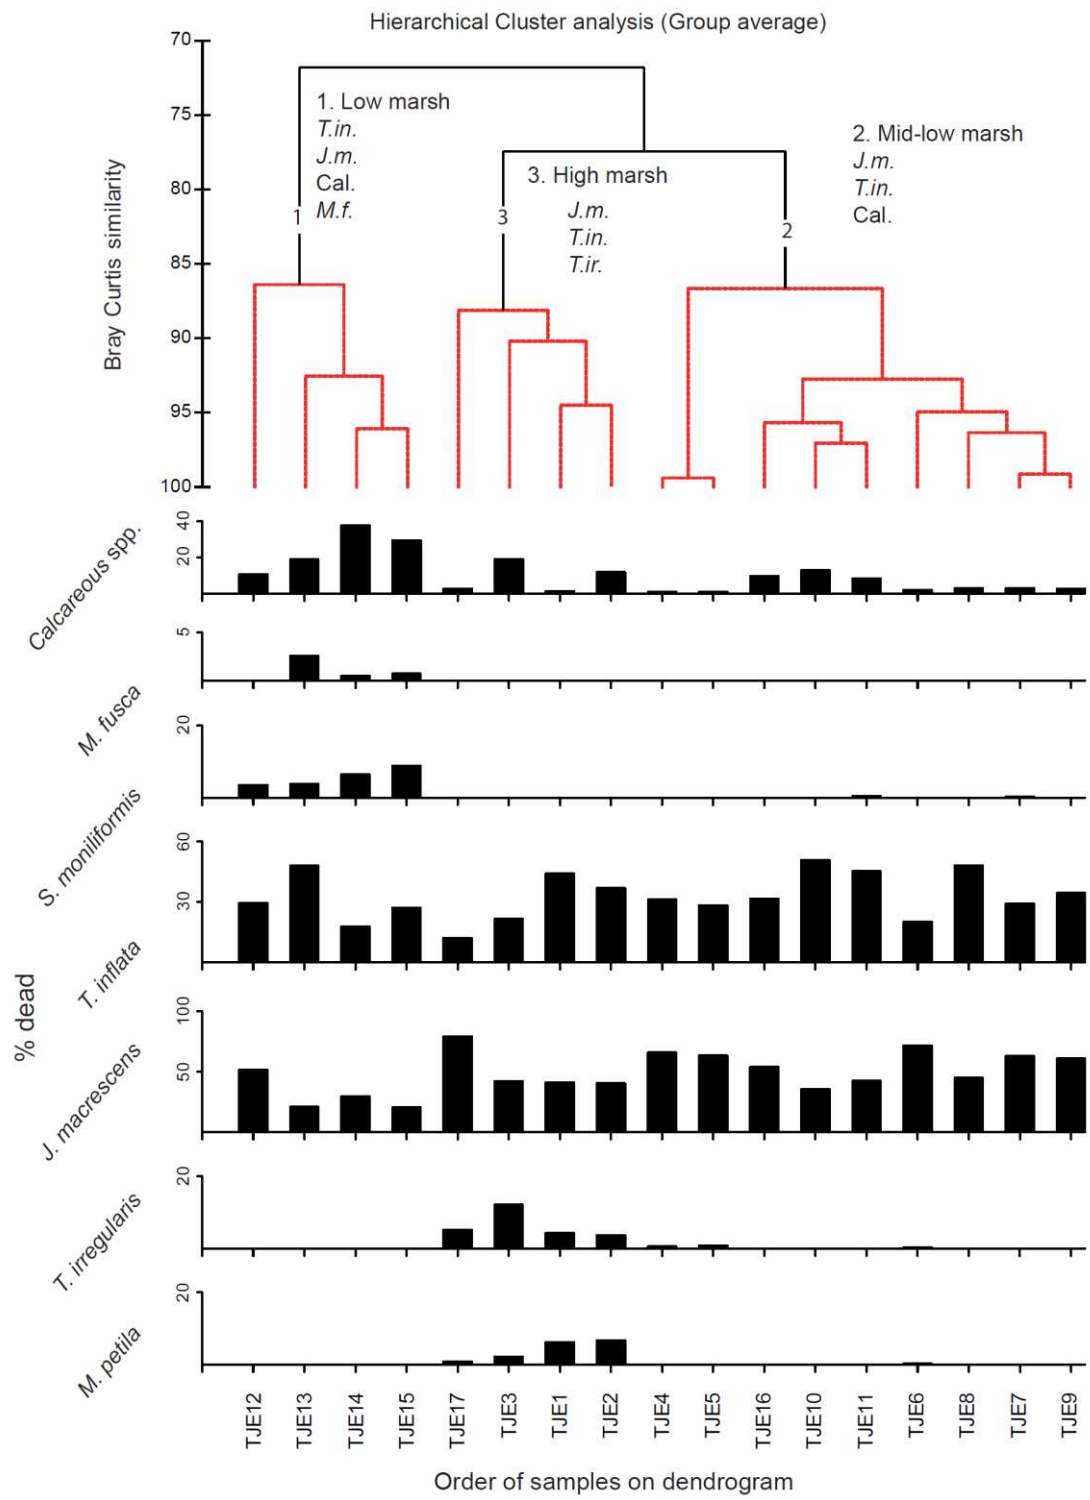 Hierarchical Cluster analysis (Group average)
70
75
80
85
90
95
100
Bray Curtis similarity
1. Low marsh
T.in.
J.m.
Cal.
M.f.
1
3. High marsh
J.m.
T.in.
T.ir.
3
2. Mid-low marsh
J.m.
T.in.
Cal.
2
40
20
Calcareous spp.
5
M. fusca
20
S. moniliformis
60
30
T. inflata
% dead
100
50
J. macrescens
20
T. irregularis
20
M. petila
TJE12
TJE13
TJE14
TJE15
TJE17
TJE3
TJE1
TJE2
TJE4
TJE5
TJE16
TJE10
TJE11
TJE6
TJE8
TJE7
TJE9
Order of samples on dendrogram